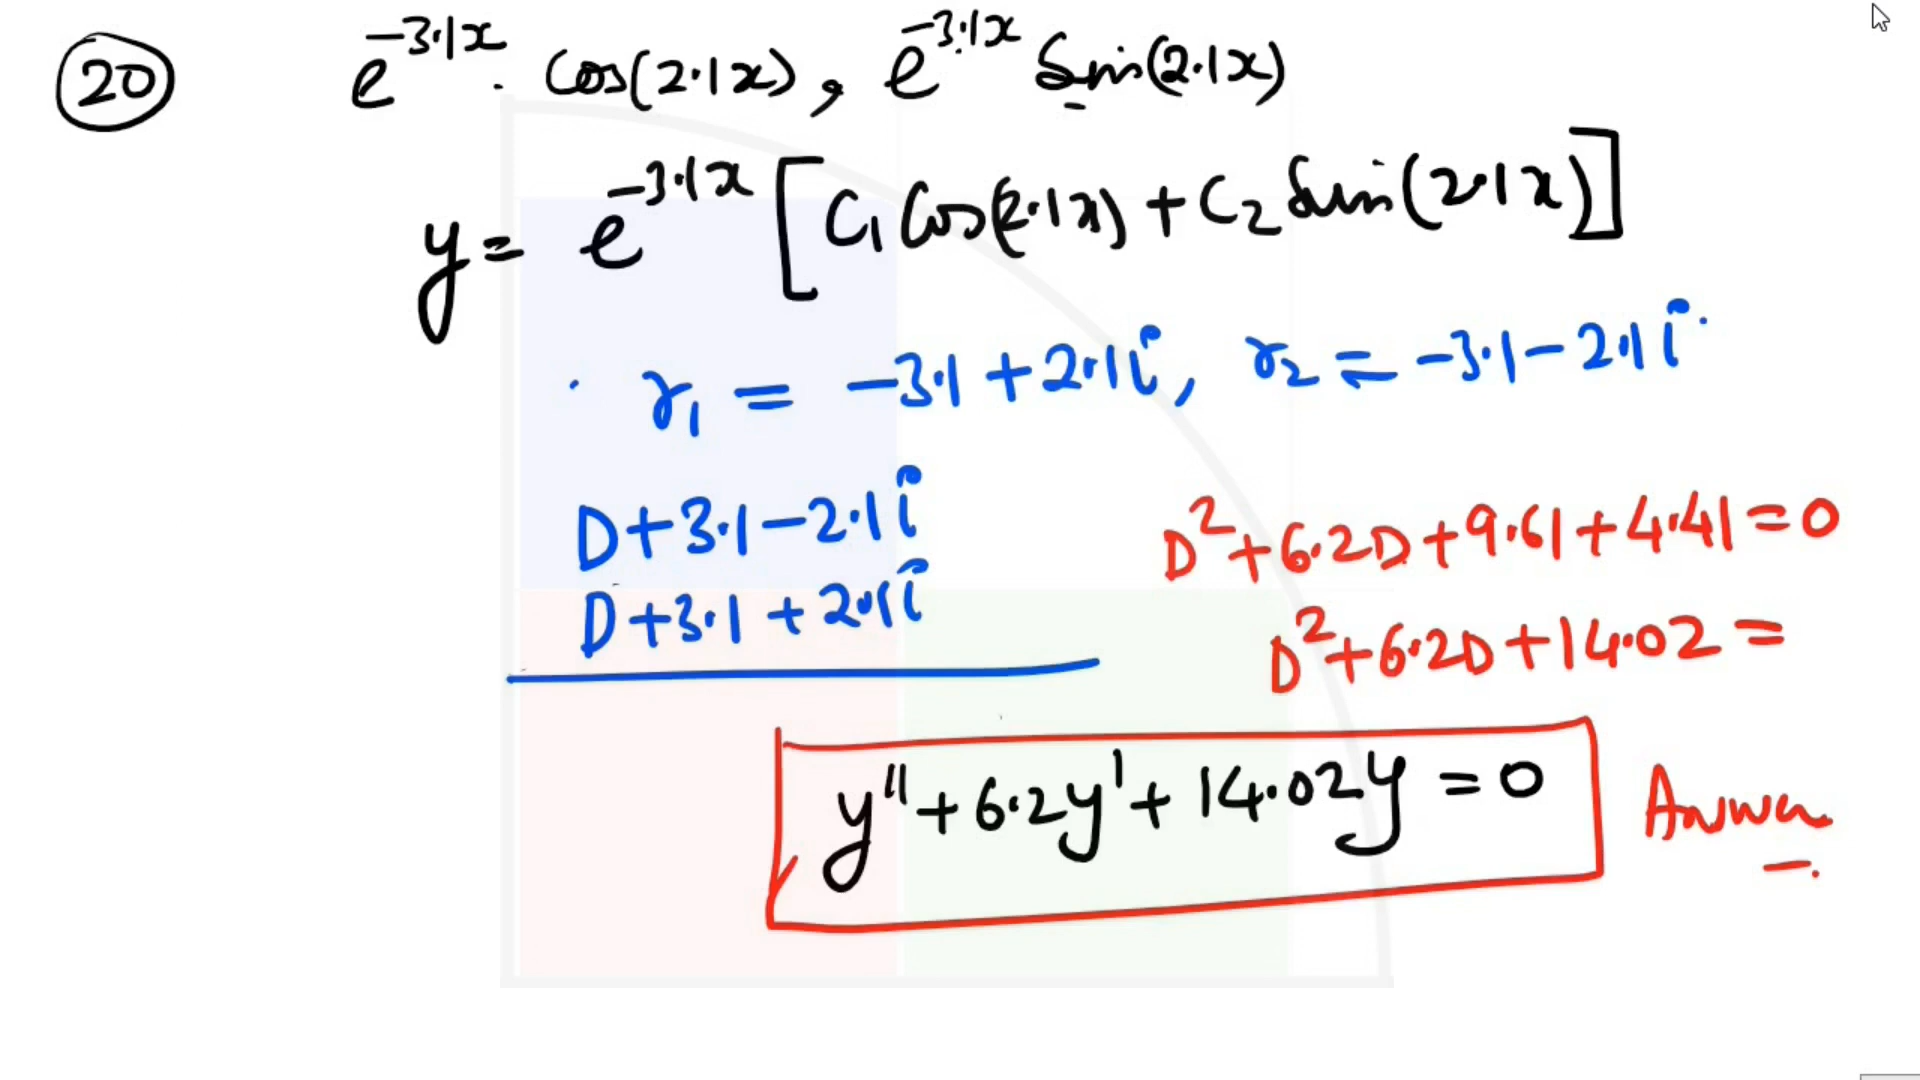 20 e^-3.1x . Cos(2.1x), e^-3.1x Sin(2.1x)
y = e^-3.1x [C1 Cos(2.1x) + C2 Sin(2.1x)]
r1 = -3.1 + 2.1i, r2 = -3.1 - 2.1i
D+3.1-2.1i
D+3.1+2.1i
D²+6.2D+9.61+4.41=0
D²+6.2D+14.02=
y''+6.2y'+14.02y=0 Answer